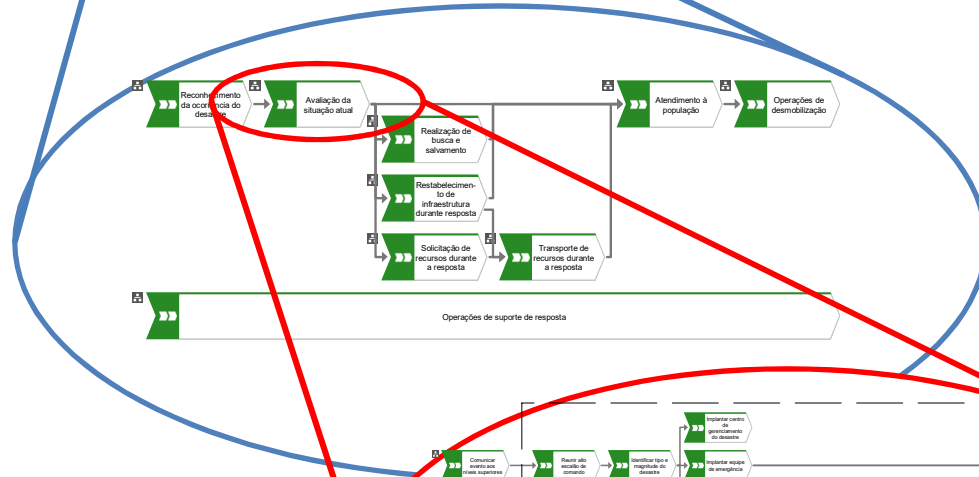 Reconhecimento
da ocorrência do
desastre
Avaliação da
situação atual
Realização de
busca e
salvamento
Restabelecimen-
to de
infraestrutura
durante resposta
Solicitação de
recursos durante
a resposta
Transporte de
recursos durante
a resposta
Atendimento à
população
Operações de
desmobilização
Operações de suporte de resposta
Comunicar
evento aos
níveis superiores
Reunir alto
escalão de
comando
Identificar tipo e
magnitude do
desastre
Implantar centro
de
gerenciamento
do desastre
Implantar equipe
de emergência